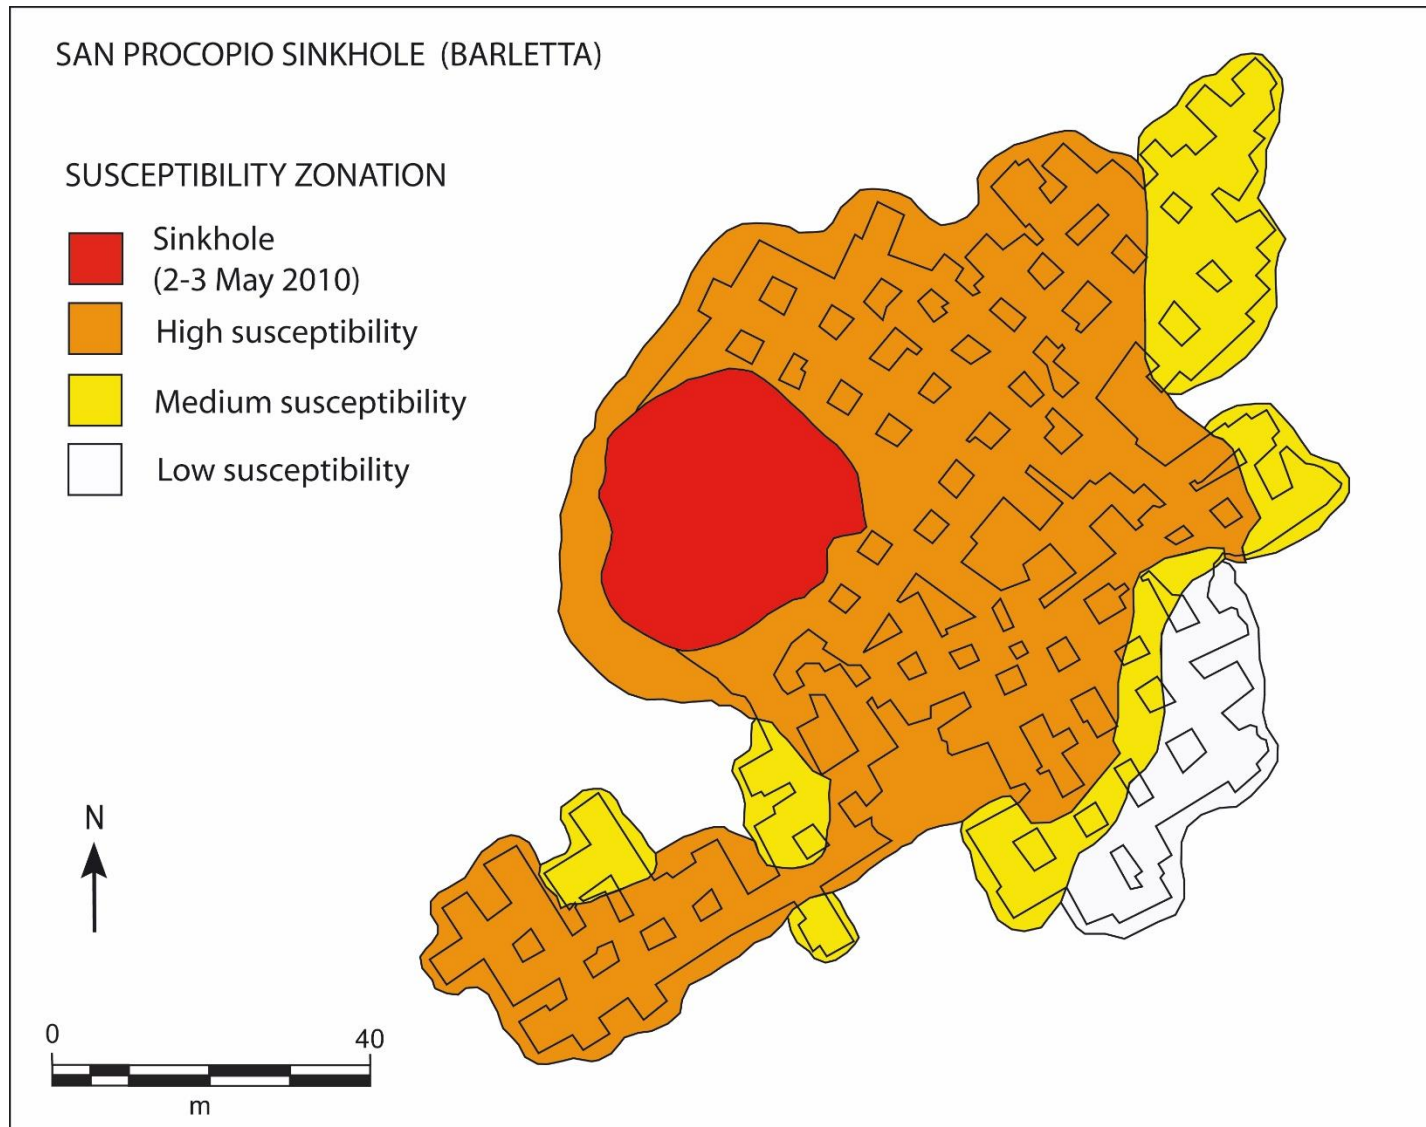 SAN PROCOPIO SINKHOLE (BARLETTA)
SUSCEPTIBILITY ZONATION
Sinkhole
(2-3 May 2010)
High susceptibility
Medium susceptibility
Low susceptibility
N
0 40
m